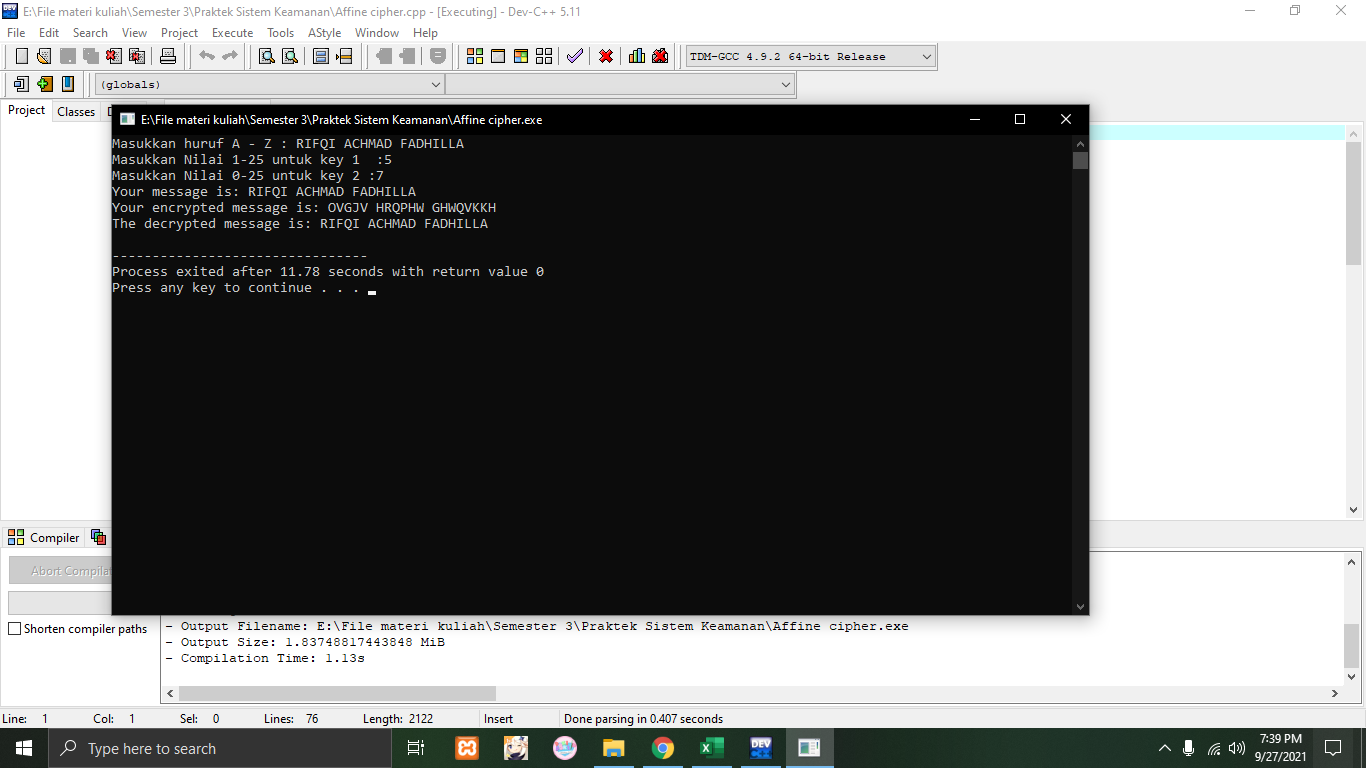 E:\File materi kuliah\Semester 3\Praktek Sistem Keamanan\Affine cipher.cpp - [Executing] - Dev-C++ 5.11
File Edit Search View Project Execute Tools AStyle Window Help
TDM-GCC 4.9.2 64-bit Release
(globals)
Project Classes
E:\File materi kuliah\Semester 3\Praktek Sistem Keamanan\Affine cipher.exe
Masukkan huruf A - Z : RIFQI ACHMAD FADHILLA
Masukkan Nilai 1-25 untuk key 1  :5
Masukkan Nilai 0-25 untuk key 2 :7
Your message is: RIFQI ACHMAD FADHILLA
Your encrypted message is: OVGJV HRQPHW GHWQVKKH
The decrypted message is: RIFQI ACHMAD FADHILLA
--------------------------------
Process exited after 11.78 seconds with return value 0
Press any key to continue . . .
Compiler
Abort Compilat
Shorten compiler paths
- Output Filename: E:\File materi kuliah\Semester 3\Praktek Sistem Keamanan\Affine cipher.exe
- Output Size: 1.83748817443848 MiB
- Compilation Time: 1.13s
Line: 1 Col: 1 Sel: 0 Lines: 76 Length: 2122 Insert Done parsing in 0.407 seconds
Type here to search
DEV
7:39 PM
9/27/2021